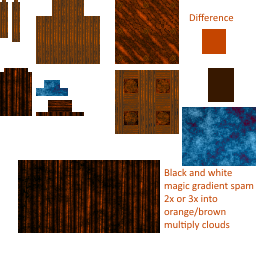 Difference
Black and white
magic gradient spam
2x or 3x into
orange/brown
multiply clouds